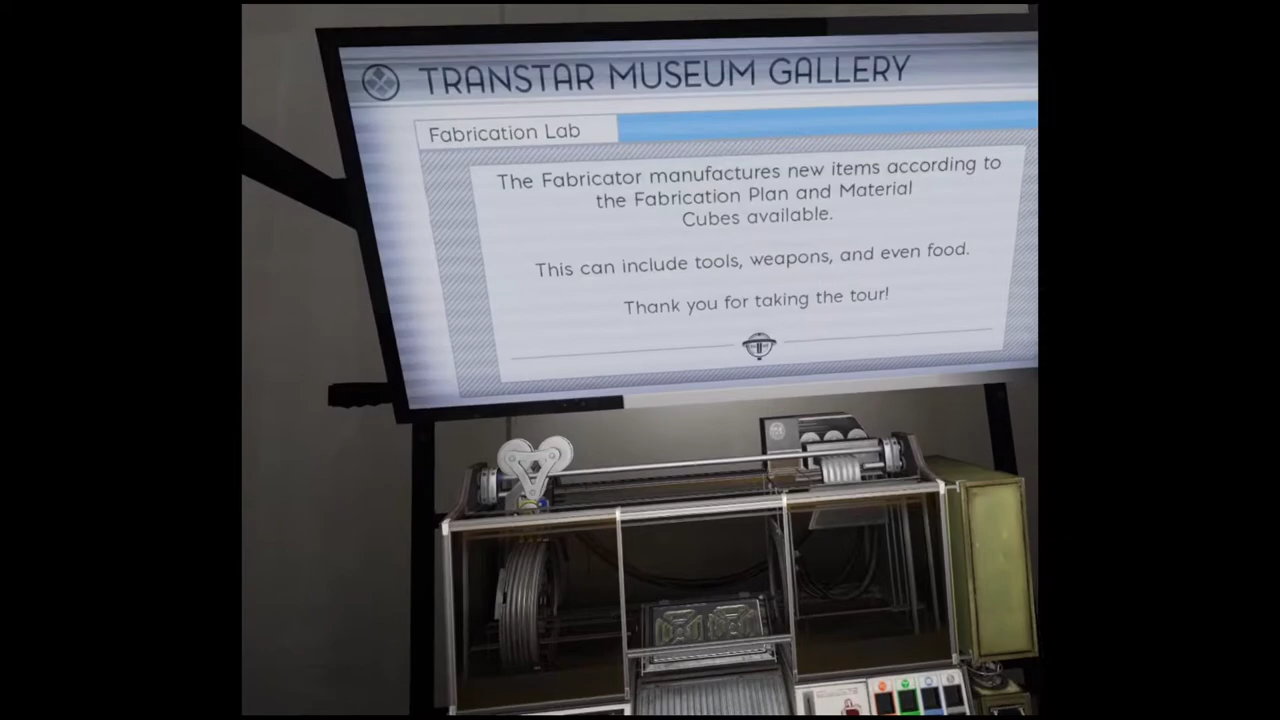 TRANSTAR MUSEUM GALLERY
Fabrication Lab
The Fabricator manufactures new items according to
the Fabrication Plan and Material
Cubes available.
This can include tools, weapons, and even food.
Thank you for taking the tour!